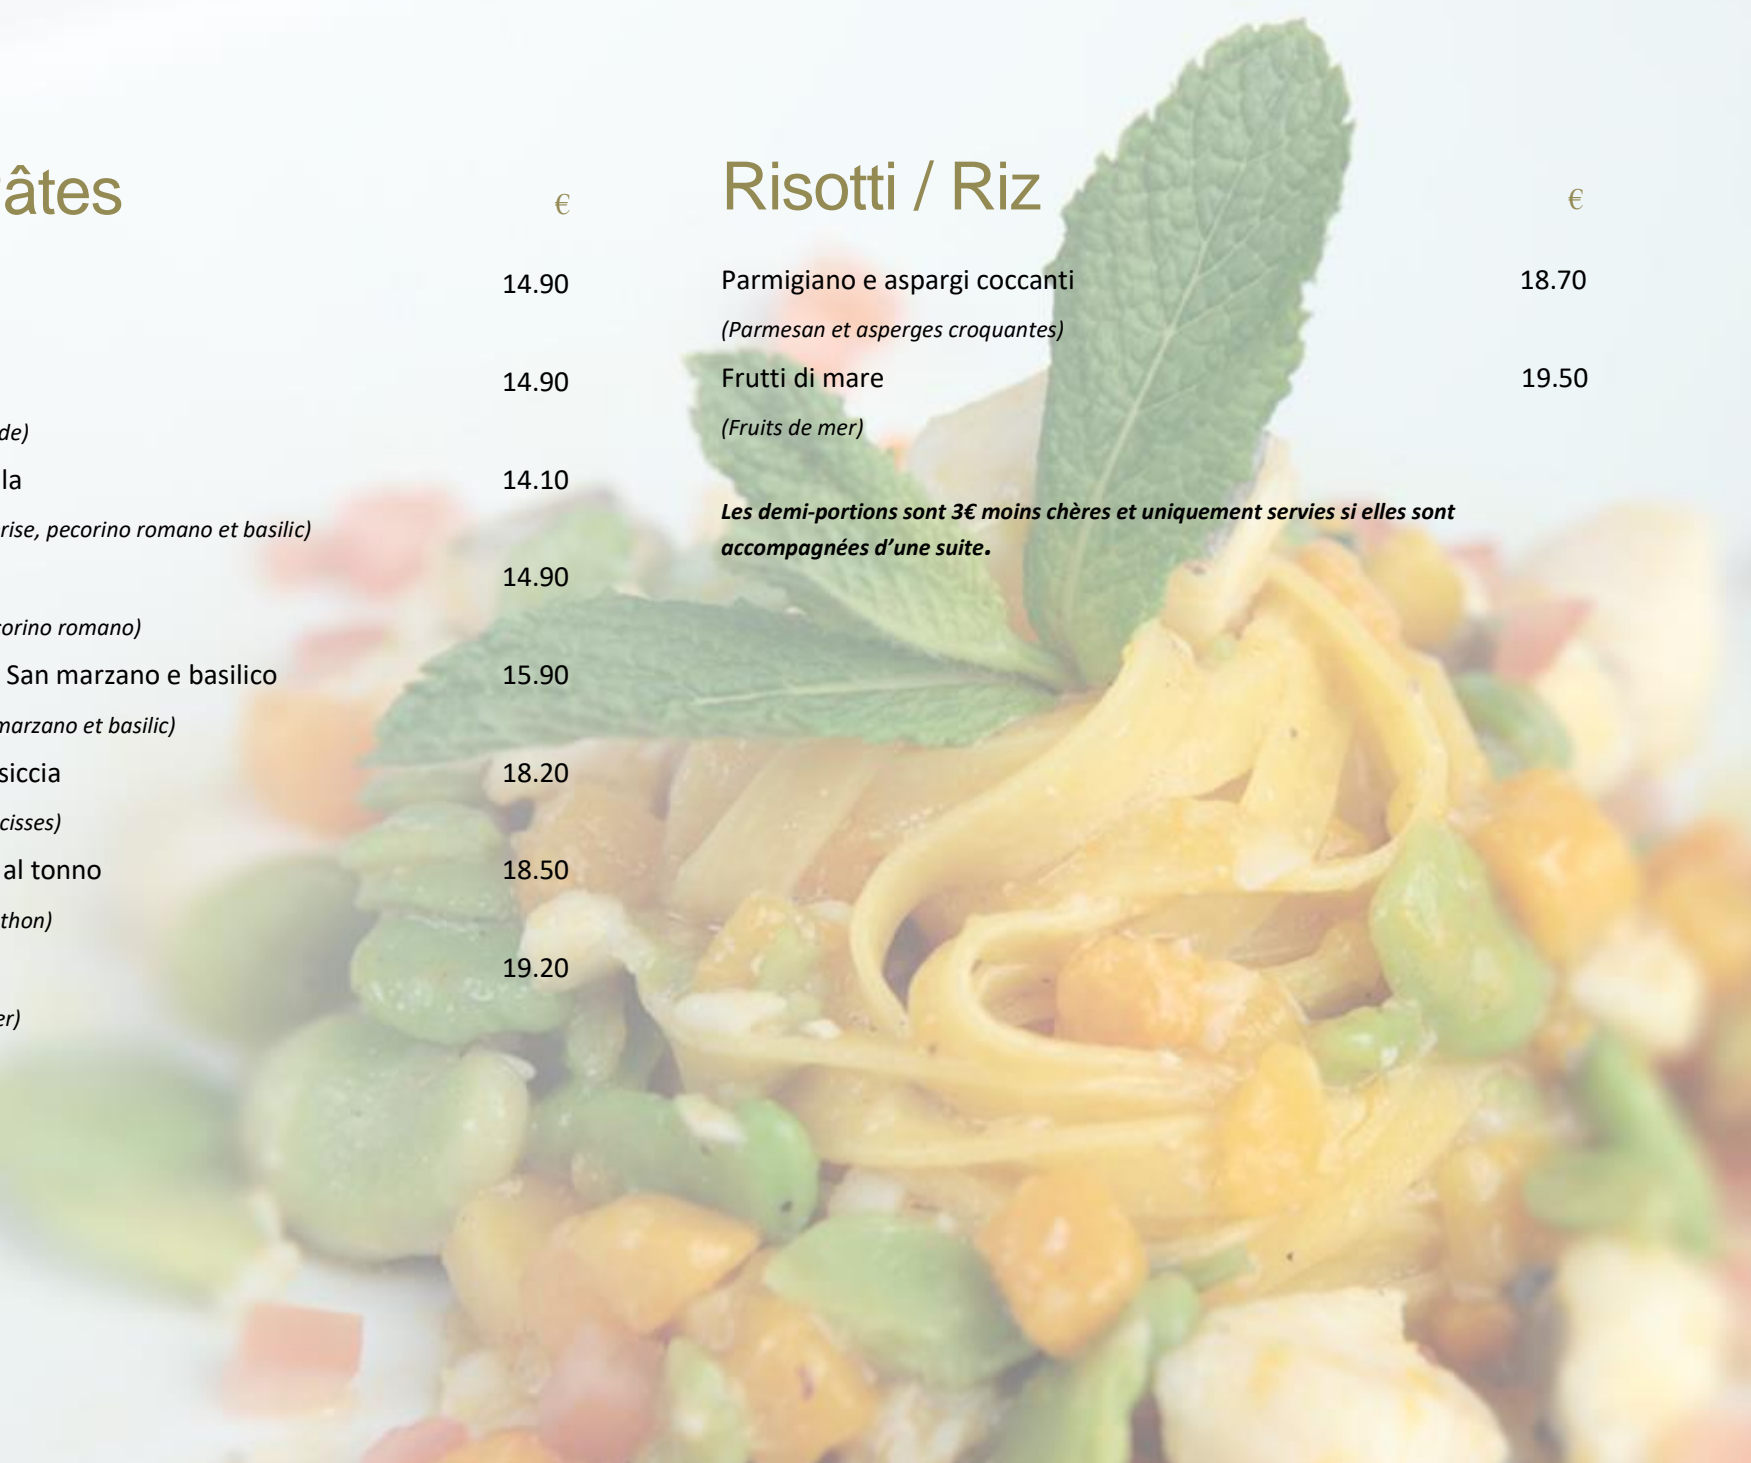 âtes €
14.90
14.90
de)
la 14.10
rise, pecorino romano et basilic)
14.90
corino romano)
San marzano e basilico 15.90
marzano et basilic)
siccia 18.20
cisses)
al tonno 18.50
thon)
19.20
er)
Risotti / Riz €
Parmigiano e aspargi coccanti 18.70
(Parmesan et asperges croquantes)
Frutti di mare 19.50
(Fruits de mer)
Les demi-portions sont 3€ moins chères et uniquement servies si elles sont
accompagnées d’une suite.